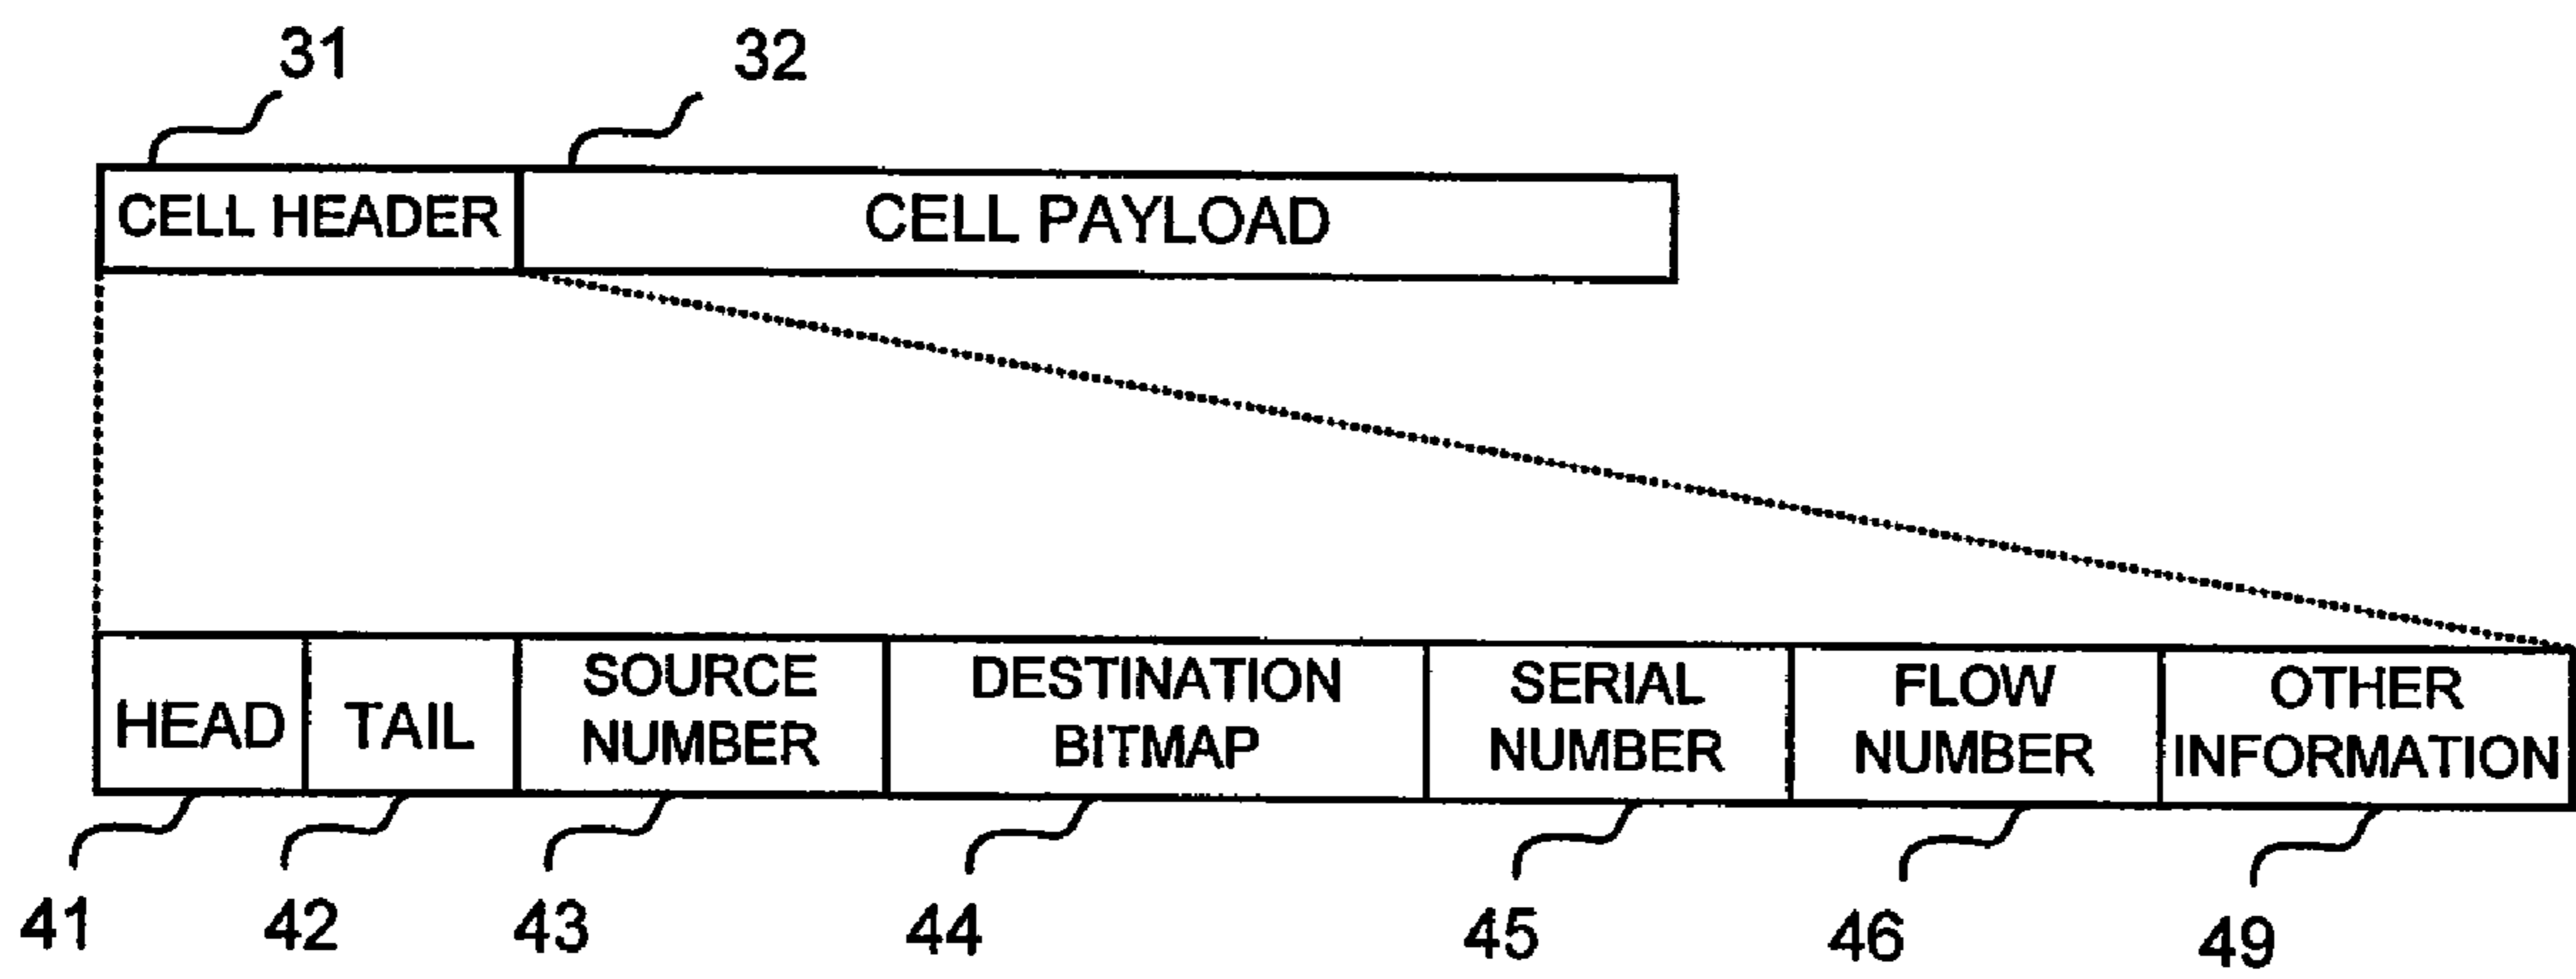 31 32
CELL HEADER CELL PAYLOAD
HEAD TAIL SOURCE NUMBER DESTINATION BITMAP SERIAL NUMBER FLOW NUMBER OTHER INFORMATION
41 42 43 44 45 46 49